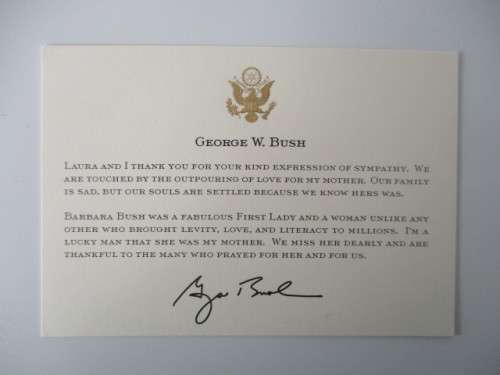 George W. Bush
Laura and I thank you for your kind expression of sympathy. We
are touched by the outpouring of love for my mother. Our family
is sad, but our souls are settled because we know hers was.
Barbara Bush was a fabulous First Lady and a woman unlike any
other who brought levity, love, and literacy to millions. I'm a
lucky man that she was my mother. We miss her dearly and are
thankful to the many who prayed for her and for us.